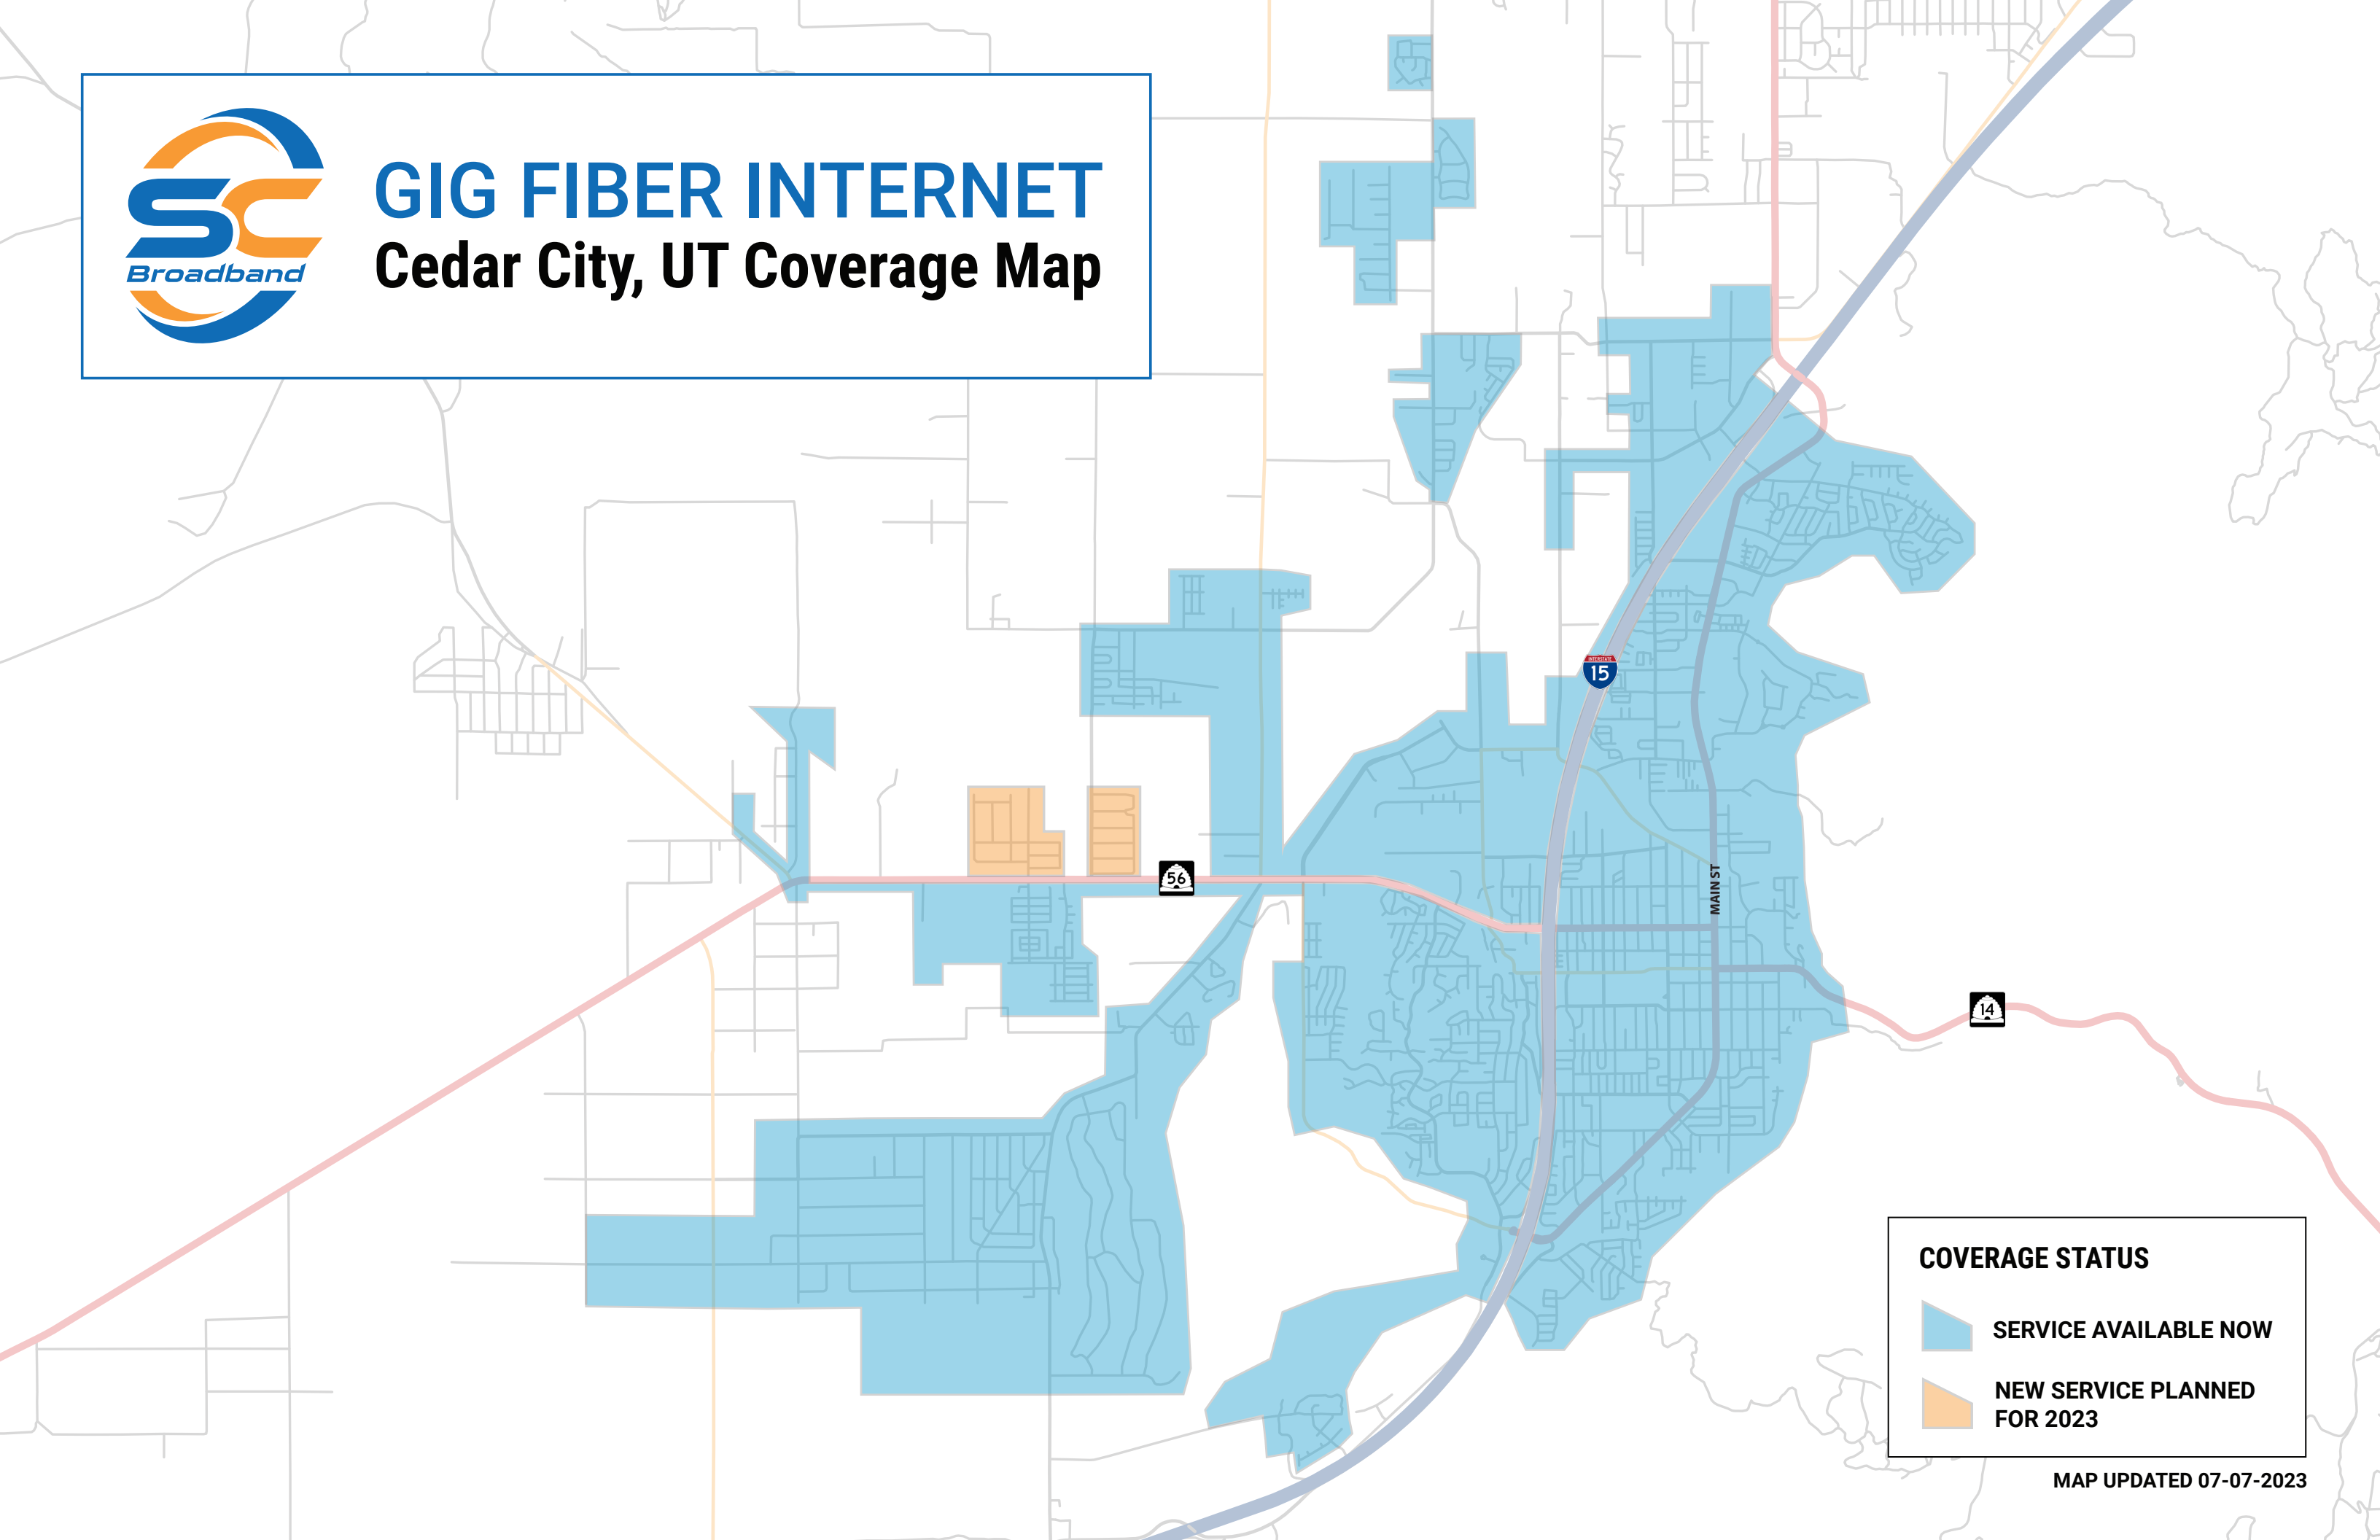 SC
Broadband
GIG FIBER INTERNET
Cedar City, UT Coverage Map
INTERSTATE
15
56
MAIN ST
14
COVERAGE STATUS
SERVICE AVAILABLE NOW
NEW SERVICE PLANNED
FOR 2023
MAP UPDATED 07-07-2023